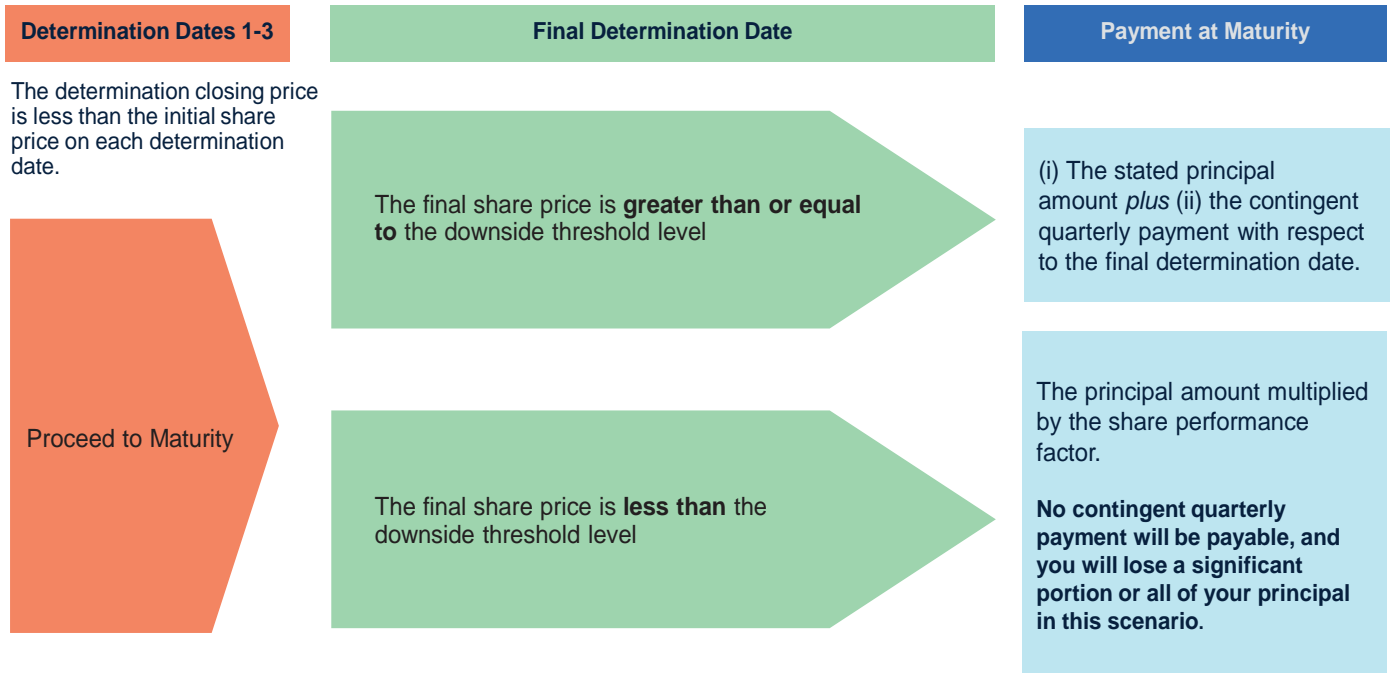 Determination Dates 1-3
Final Determination Date
Payment at Maturity
The determination closing price
is less than the initial share
price on each determination
date.
Proceed to Maturity
The final share price is greater than or equal
to the downside threshold level
(i) The stated principal
amount plus (ii) the contingent
quarterly payment with respect
to the final determination date.
The final share price is less than the
downside threshold level
The principal amount multiplied
by the share performance
factor.
No contingent quarterly
payment will be payable, and
you will lose a significant
portion or all of your principal
in this scenario.